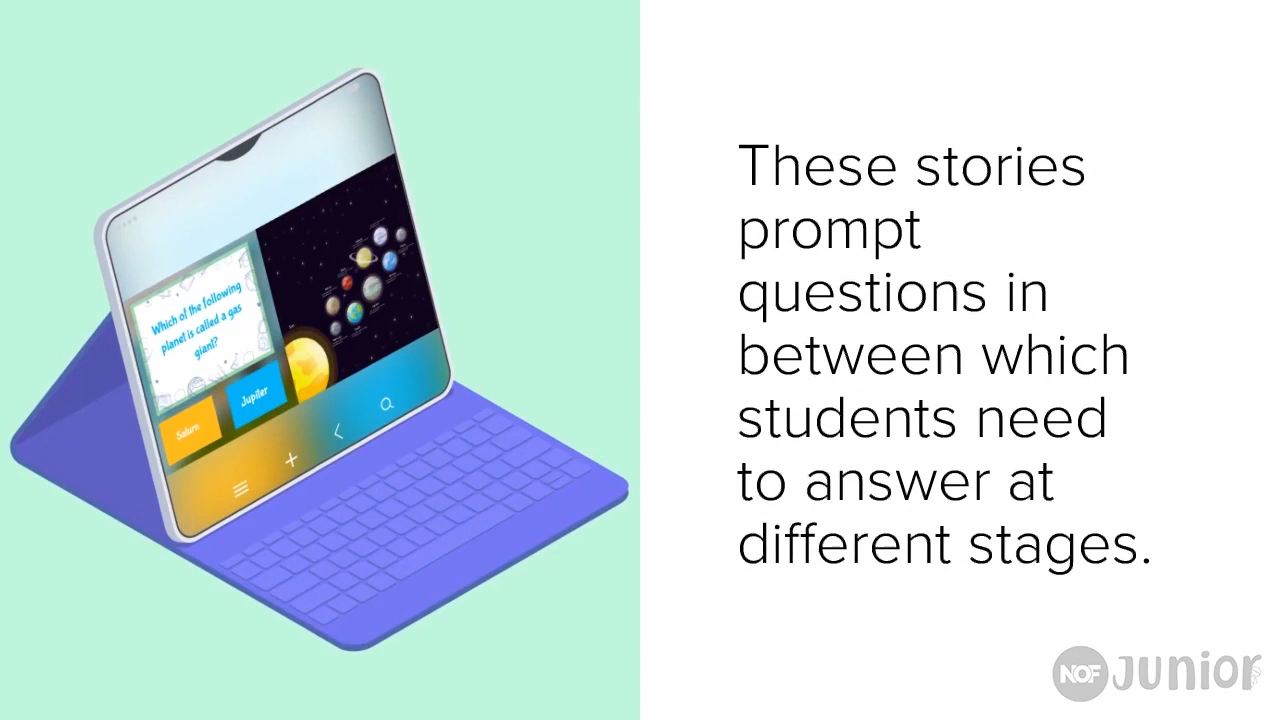 Which of the following
planet is called a gas
giant?
Saturn
Jupiter
These stories
prompt
questions in
between which
students need
to answer at
different stages.
NOF JUNIOR